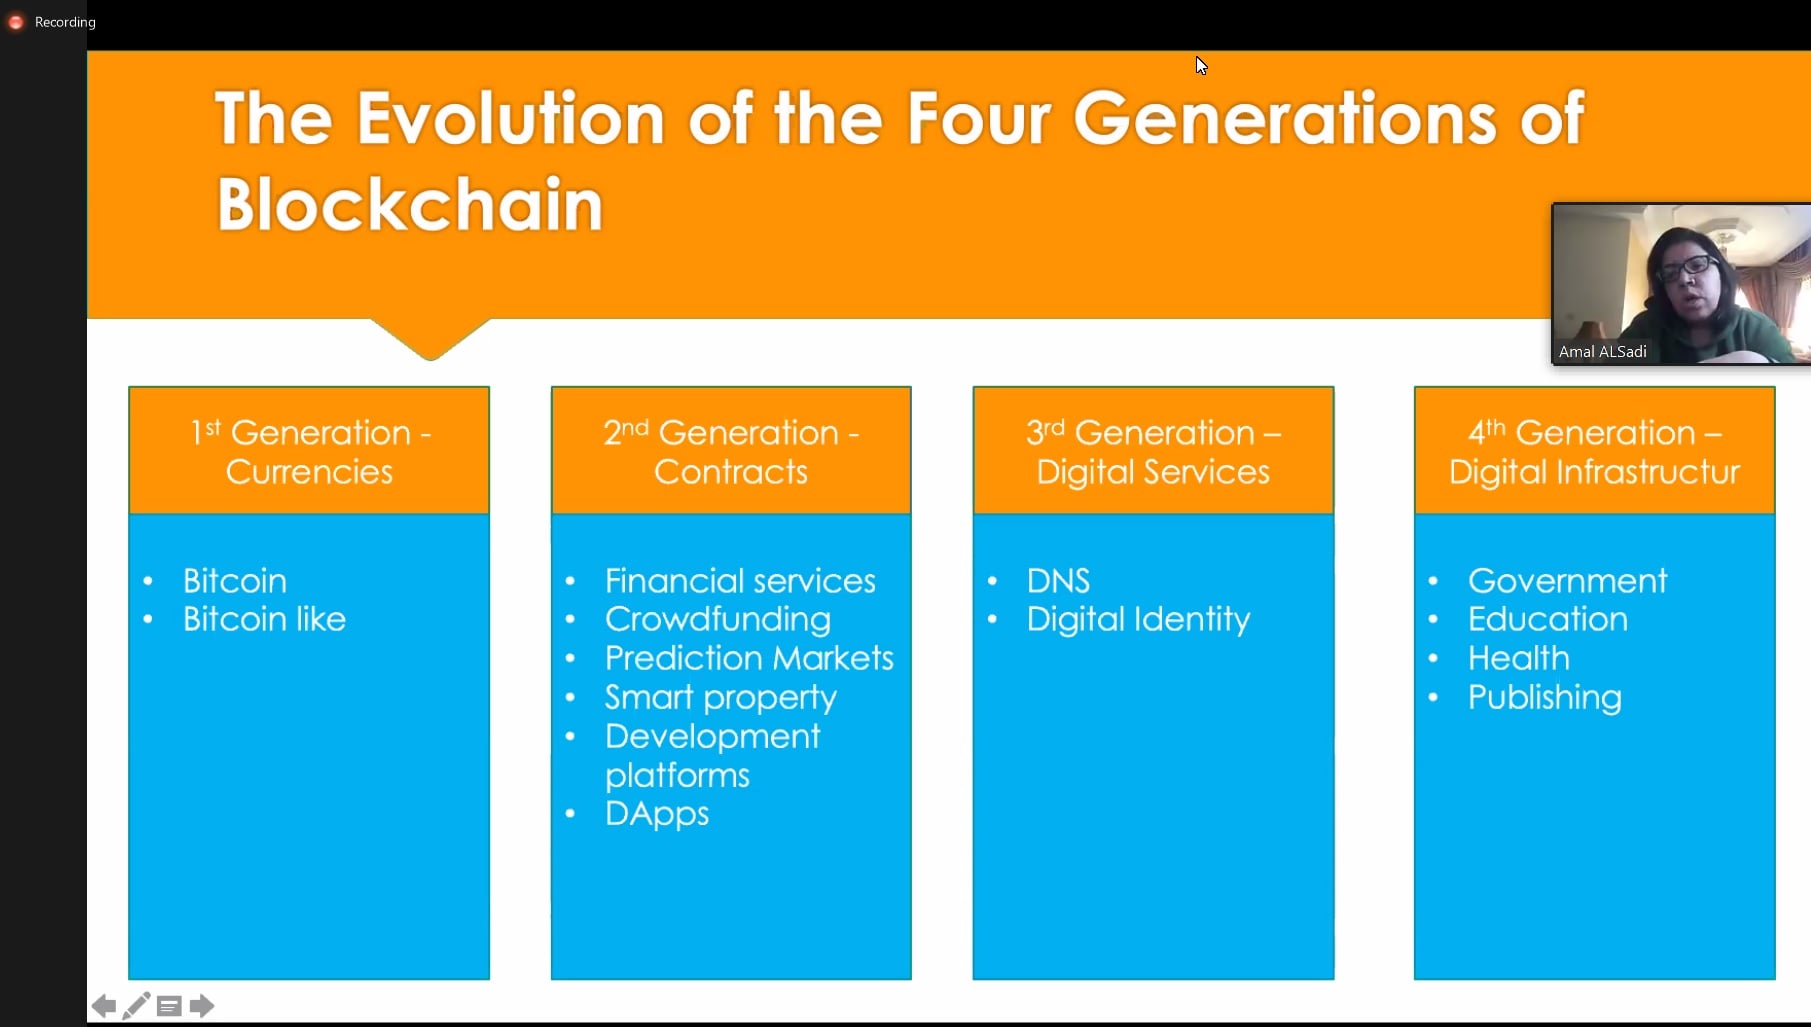 Recording
The Evolution of the Four Generations of
Blockchain
Amal ALSadi
1st Generation -
Currencies
• Bitcoin
• Bitcoin like
2nd Generation -
Contracts
• Financial services
• Crowdfunding
• Prediction Markets
• Smart property
• Development
platforms
• DApps
3rd Generation –
Digital Services
• DNS
• Digital Identity
4th Generation –
Digital Infrastructur
• Government
• Education
• Health
• Publishing